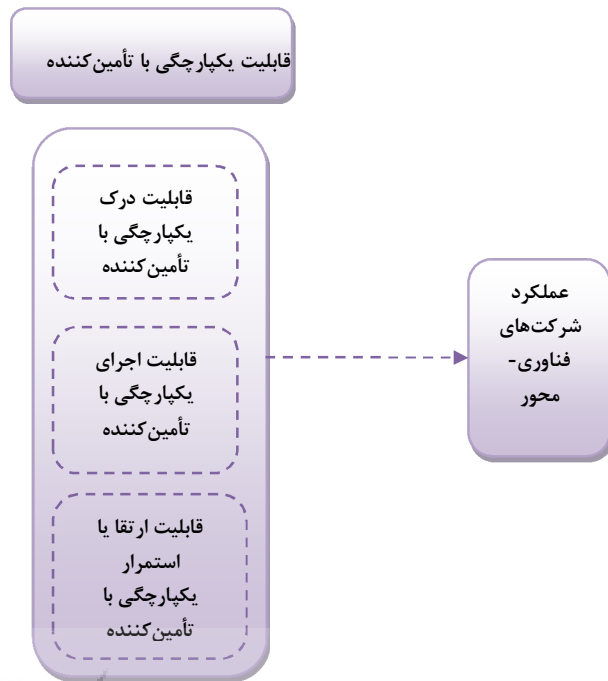 قابلیت یکپارچگی با تأمین‌کننده
قابلیت درک
یکپارچگی با
تأمین‌کننده
قابلیت اجرای
یکپارچگی با
تأمین‌کننده
قابلیت ارتقا یا
استمرار
یکپارچگی با
تأمین‌کننده
عملکرد
شرکت‌های
فناوری-
محور